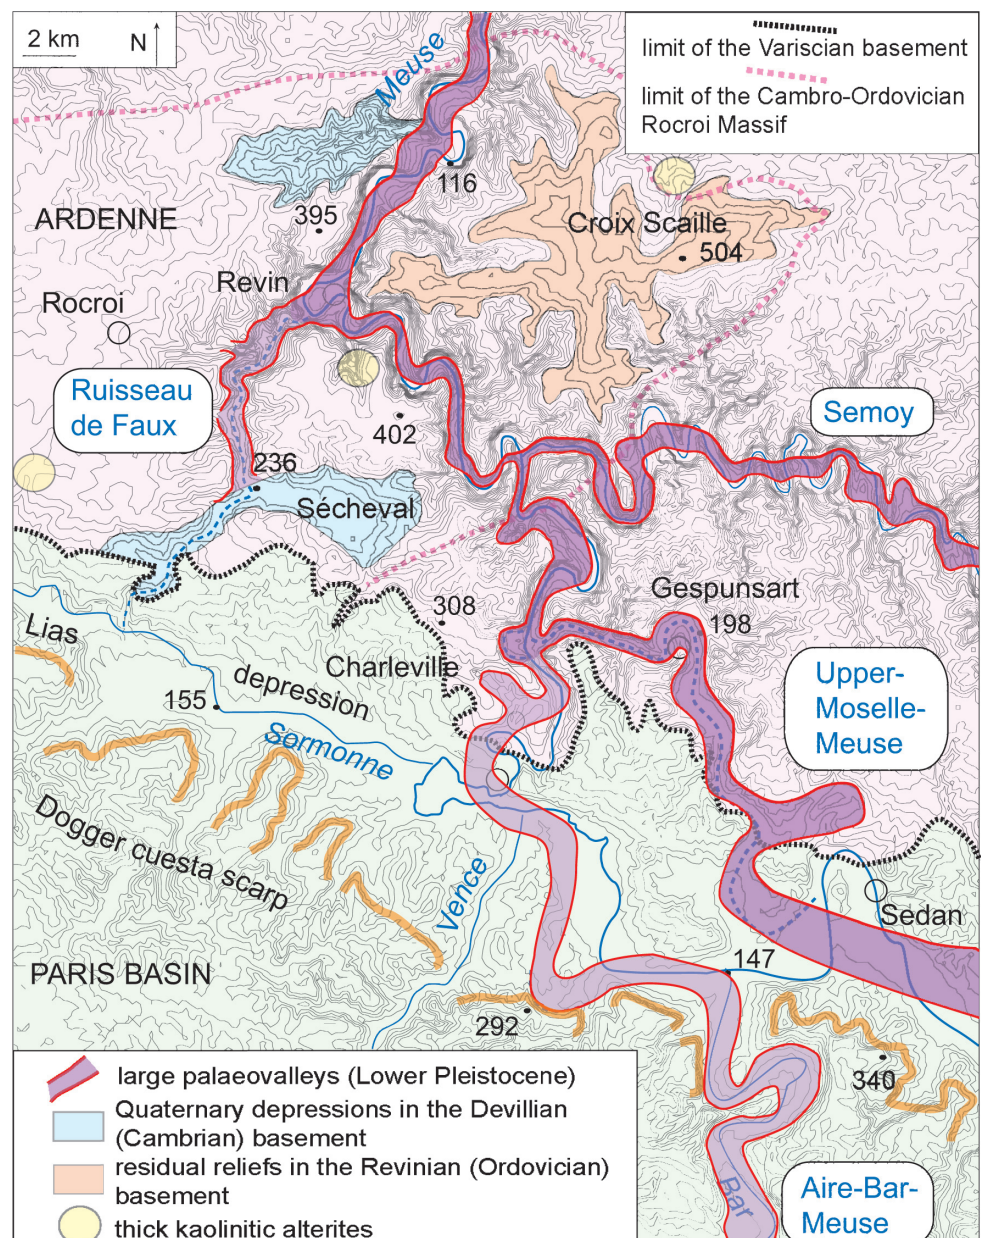 2 km
N
limit of the Variscian basement
limit of the Cambro-Ordovician
Rocroi Massif
Meuse
116
ARDENNE
395
Croix Scaille
504
Revin
Rocroi
Ruisseau
de Faux
402
Semoy
236
Sécheval
Gespunsart
308
198
Lias
depression
Charleville
Upper-
Moselle-
Meuse
155
Sormonne
Dogger cuesta scarp
Vence
Sedan
PARIS BASIN
147
292
340
Bar
Aire-Bar-
Meuse
large palaeovalleys (Lower Pleistocene)
Quaternary depressions in the Devillian
(Cambrian) basement
residual reliefs in the Revinian (Ordovician)
basement
thick kaolinitic alterites